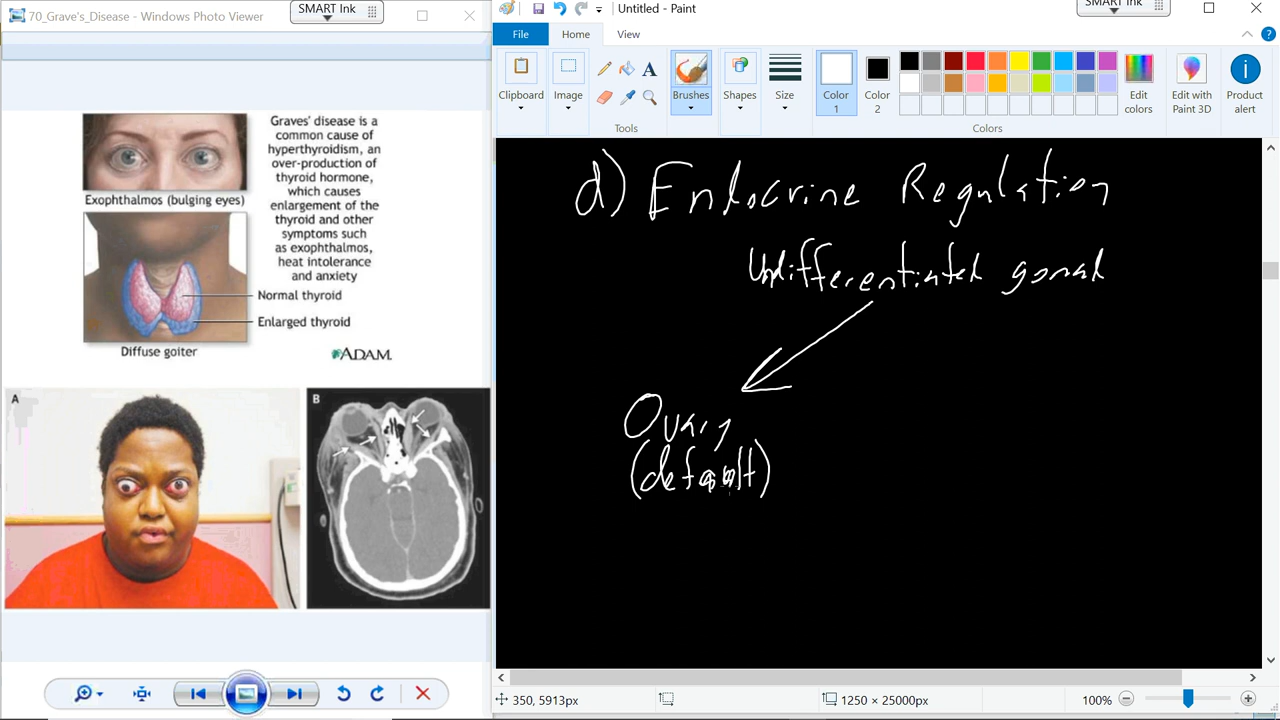 70_Grave's_Disease - Windows Photo Viewer
SMART Ink
Graves' disease is a
common cause of
hyperthyroidism, an
over-production of
thyroid hormone,
which causes
enlargement of the
thyroid and other
symptoms such
as exophthalmos,
heat intolerance
and anxiety
Exophthalmos (bulging eyes)
Normal thyroid
Enlarged thyroid
Diffuse goiter
ADAM.
A
B
Untitled - Paint
SMART Ink
File
Home
View
Clipboard
Image
Tools
Brushes
Shapes
Size
Color
1
Color
2
Edit
colors
Colors
Edit with
Paint 3D
Product
alert
d) Endocrine Regulation
Undifferentiated gonad
Ovary
(default)
350, 5913px
1250 × 25000px
100%